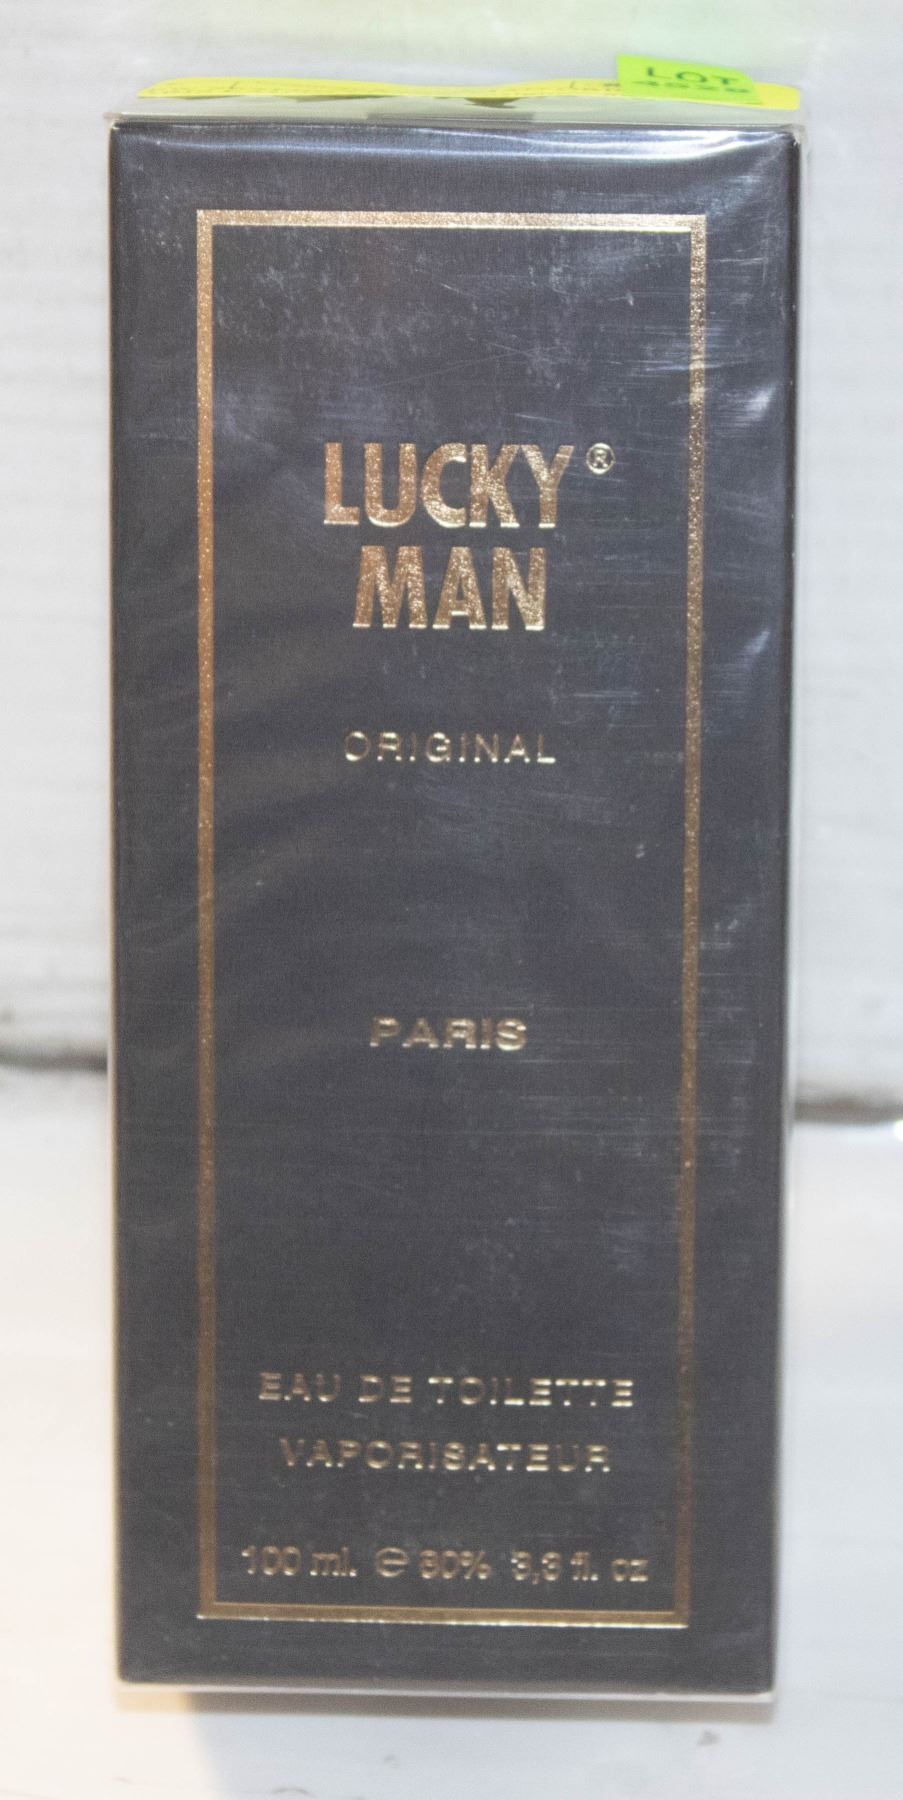 LOT
LUCKY®
MAN
ORIGINAL
PARIS
EAU DE TOILETTE
VAPORISATEUR
100 ml. ℮ 80% 3,3 fl. oz